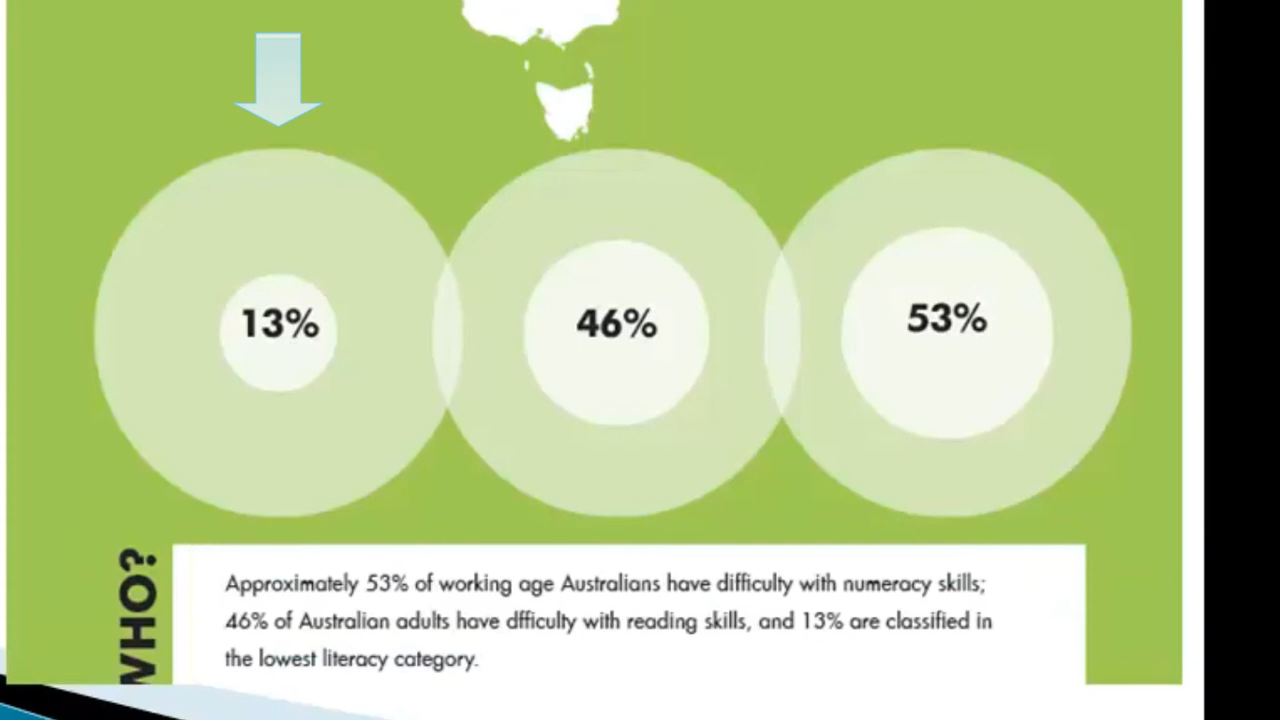 13%
46%
53%
WHO?
Approximately 53% of working age Australians have difficulty with numeracy skills;
46% of Australian adults have dfficulty with reading skills, and 13% are classified in
the lowest literacy category.